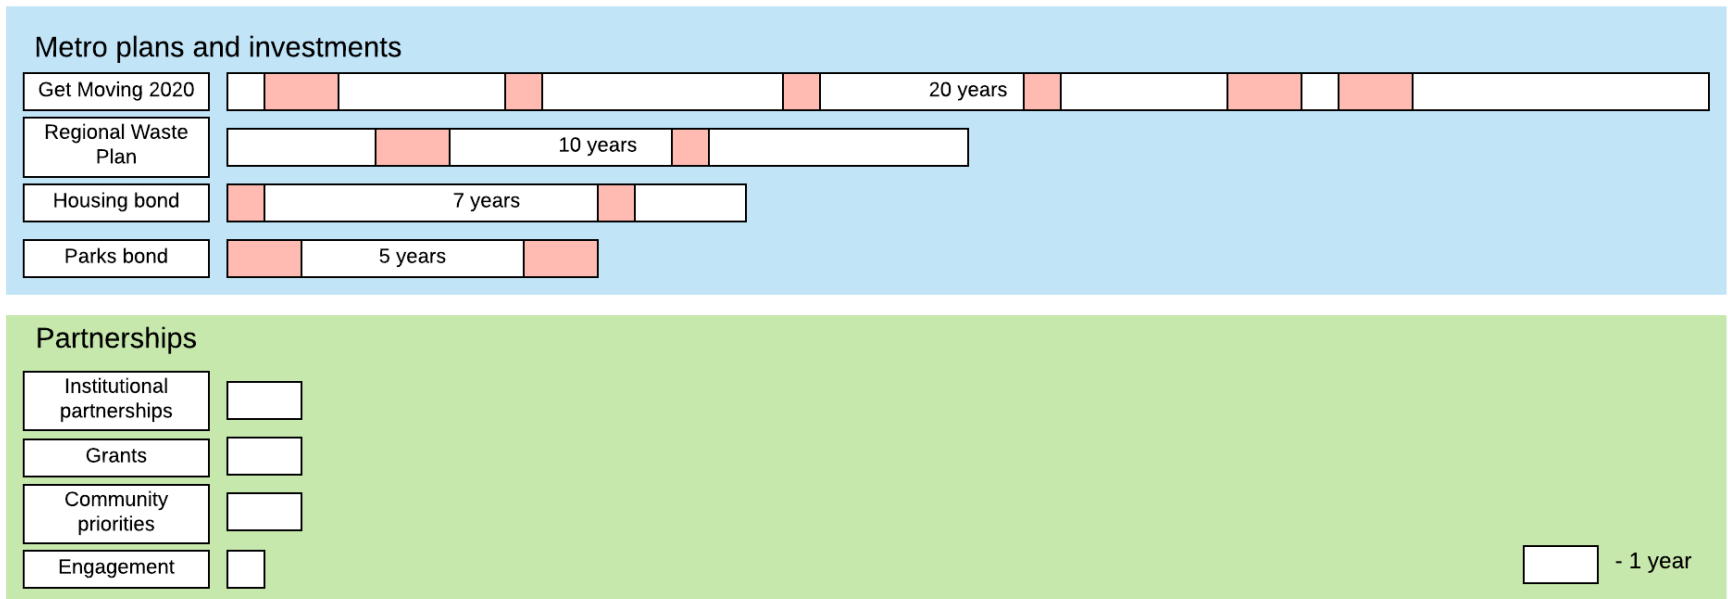 Metro plans and investments
Get Moving 2020
20 years
Regional Waste
Plan
10 years
Housing bond
7 years
Parks bond
5 years
Partnerships
Institutional
partnerships
Grants
Community
priorities
Engagement
- 1 year